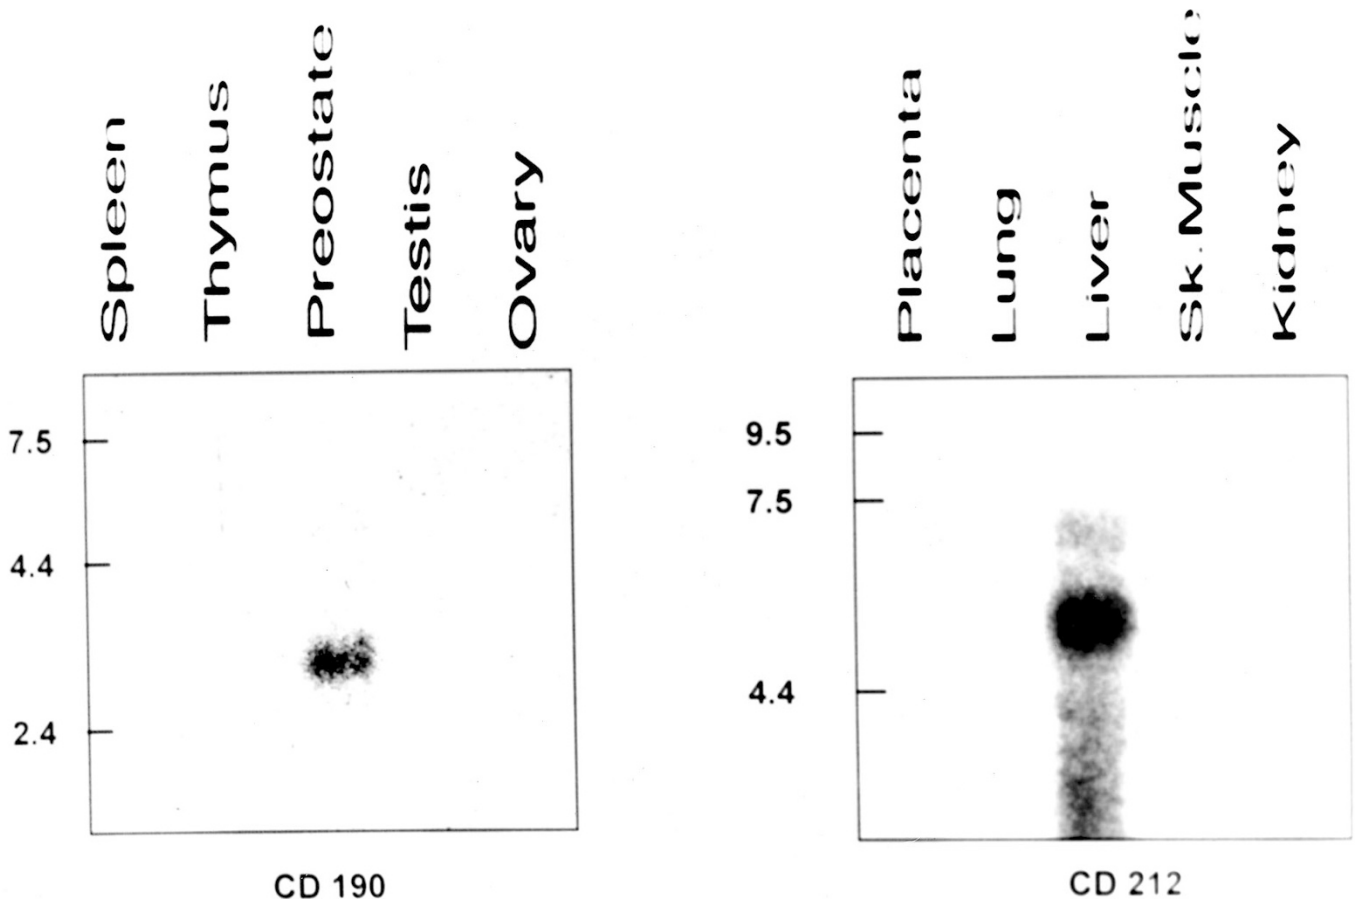 Spleen
Thymus
Preostate
Testis
Ovary
7.5
4.4
2.4
CD 190
Placenta
Lung
Liver
Sk.Muscle
Kidney
9.5
7.5
4.4
CD 212